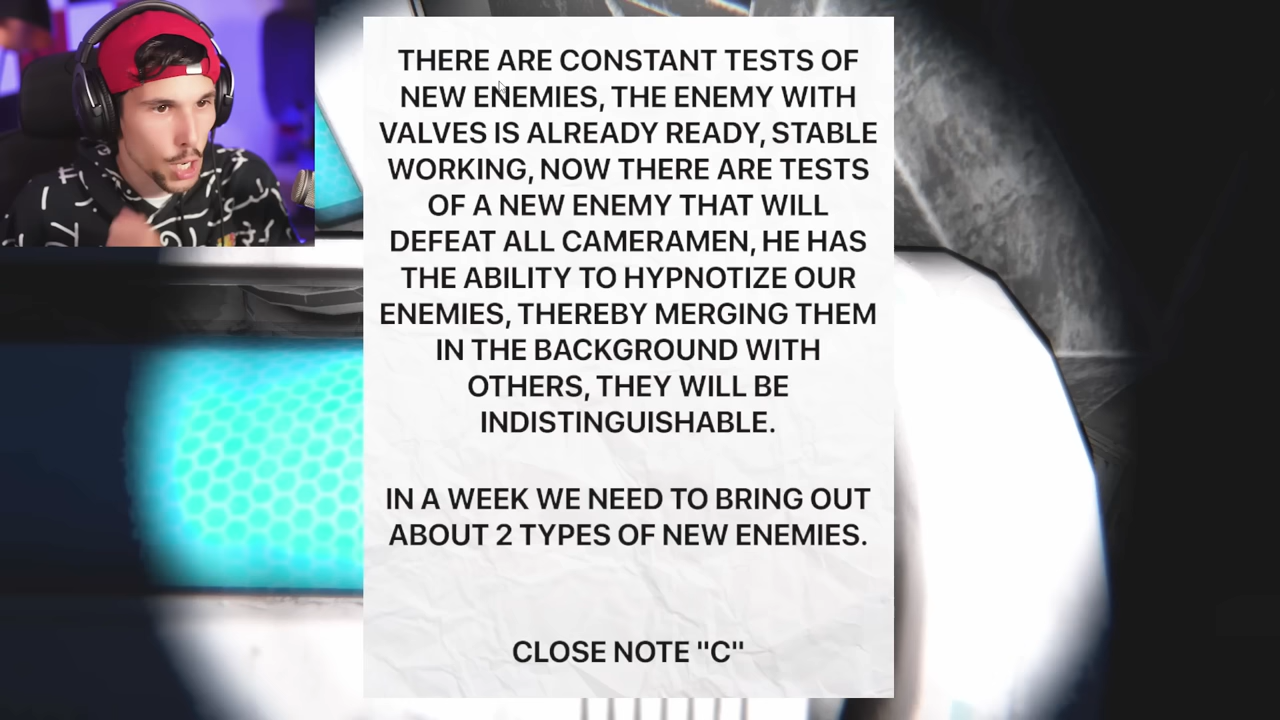 THERE ARE CONSTANT TESTS OF
NEW ENEMIES, THE ENEMY WITH
VALVES IS ALREADY READY, STABLE
WORKING, NOW THERE ARE TESTS
OF A NEW ENEMY THAT WILL
DEFEAT ALL CAMERAMEN, HE HAS
THE ABILITY TO HYPNOTIZE OUR
ENEMIES, THEREBY MERGING THEM
IN THE BACKGROUND WITH
OTHERS, THEY WILL BE
INDISTINGUISHABLE.
IN A WEEK WE NEED TO BRING OUT
ABOUT 2 TYPES OF NEW ENEMIES.
CLOSE NOTE "C"